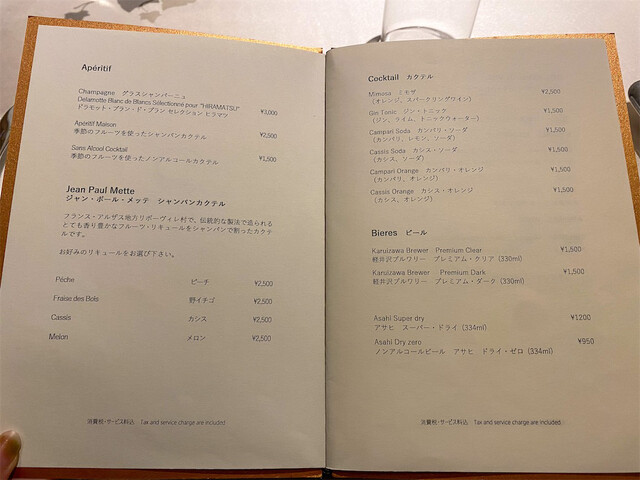 Apéritif
Champagne グラスシャンパーニュ
Delamotte Blanc de Blancs Sélectionné pour "HIRAMATSU"
ドラモット・ブラン・ド・ブラン セレクション ヒラマツ ¥3,000
Apéritif Maison
季節のフルーツを使ったシャンパンカクテル ¥2,500
Sans Alcool Cocktail
季節のフルーツを使ったノンアルコールカクテル ¥1,500
Jean Paul Mette
ジャン・ポール・メッテ シャンパンカクテル
フランス・アルザス地方リボーヴィレ村で、伝統的な製法で造られる
とても香り豊かなフルーツ・リキュールをシャンパンで割ったカクテ
ルです。
お好みのリキュールをお選び下さい。
Pêche ピーチ ¥2,500
Fraise des Bois 野イチゴ ¥2,500
Cassis カシス ¥2,500
Melon メロン ¥2,500
消費税・サービス料込 Tax and service charge are included
Cocktail カクテル
Mimosa ミモザ ¥2,500
(オレンジ、スパークリングワイン)
Gin Tonic ジン・トニック ¥1,500
(ジン、ライム、トニックウォーター)
Campari Soda カンパリ・ソーダ ¥1,500
(カンパリ、レモン、ソーダ)
Cassis Soda カシス・ソーダ ¥1,500
(カシス、ソーダ)
Campari Orange カンパリ・オレンジ ¥1,500
(カンパリ、オレンジ)
Cassis Orange カシス・オレンジ ¥1,500
(カシス、オレンジ)
Bieres ビール
Karuizawa Brewer Premium Clear ¥1,500
軽井沢ブルワリー プレミアム・クリア (330ml)
Karuizawa Brewer Premium Dark ¥1,500
軽井沢ブルワリー プレミアム・ダーク (330ml)
Asahi Super dry ¥1200
アサヒ スーパー・ドライ (334ml)
Asahi Dry zero ¥950
ノンアルコールビール アサヒ ドライ・ゼロ (334ml)
消費税・サービス料込 Tax and service charge are included